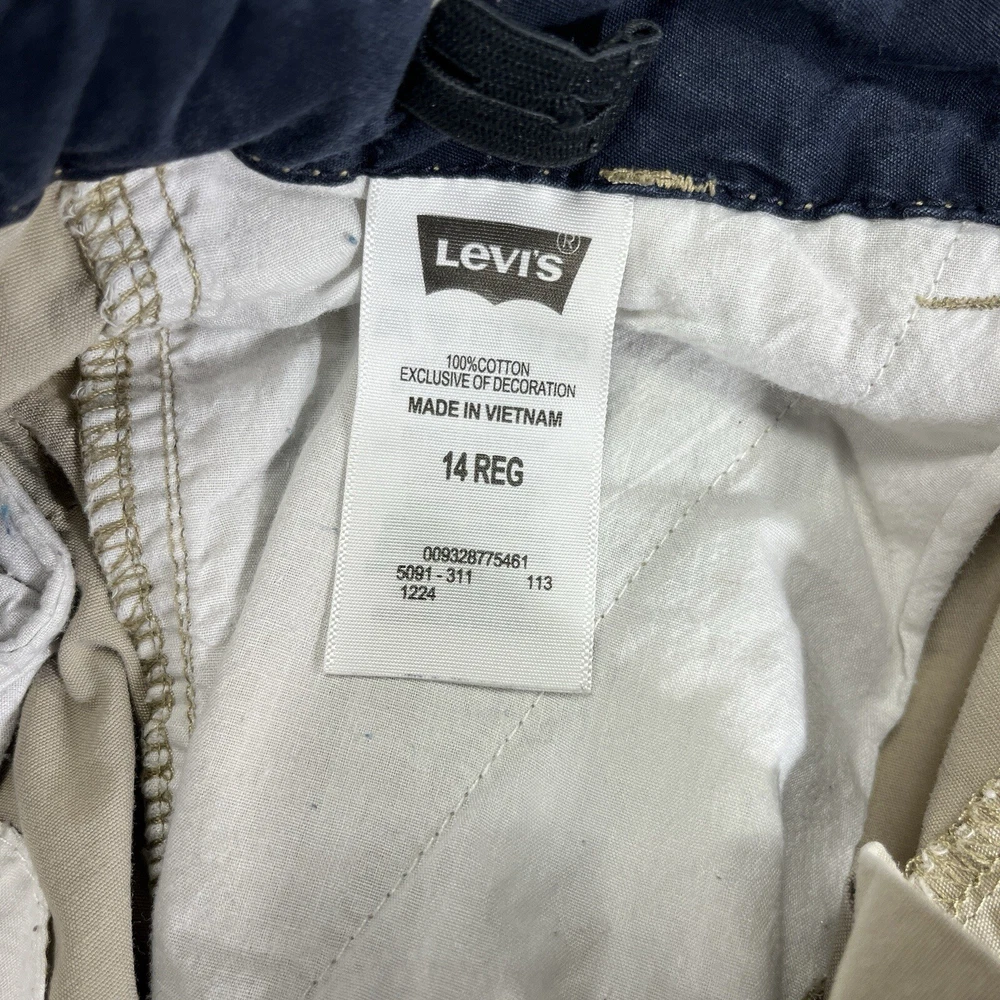 Levi's®
100%COTTON
EXCLUSIVE OF DECORATION
MADE IN VIETNAM
14 REG
009328775461
5091 - 311 113
1224